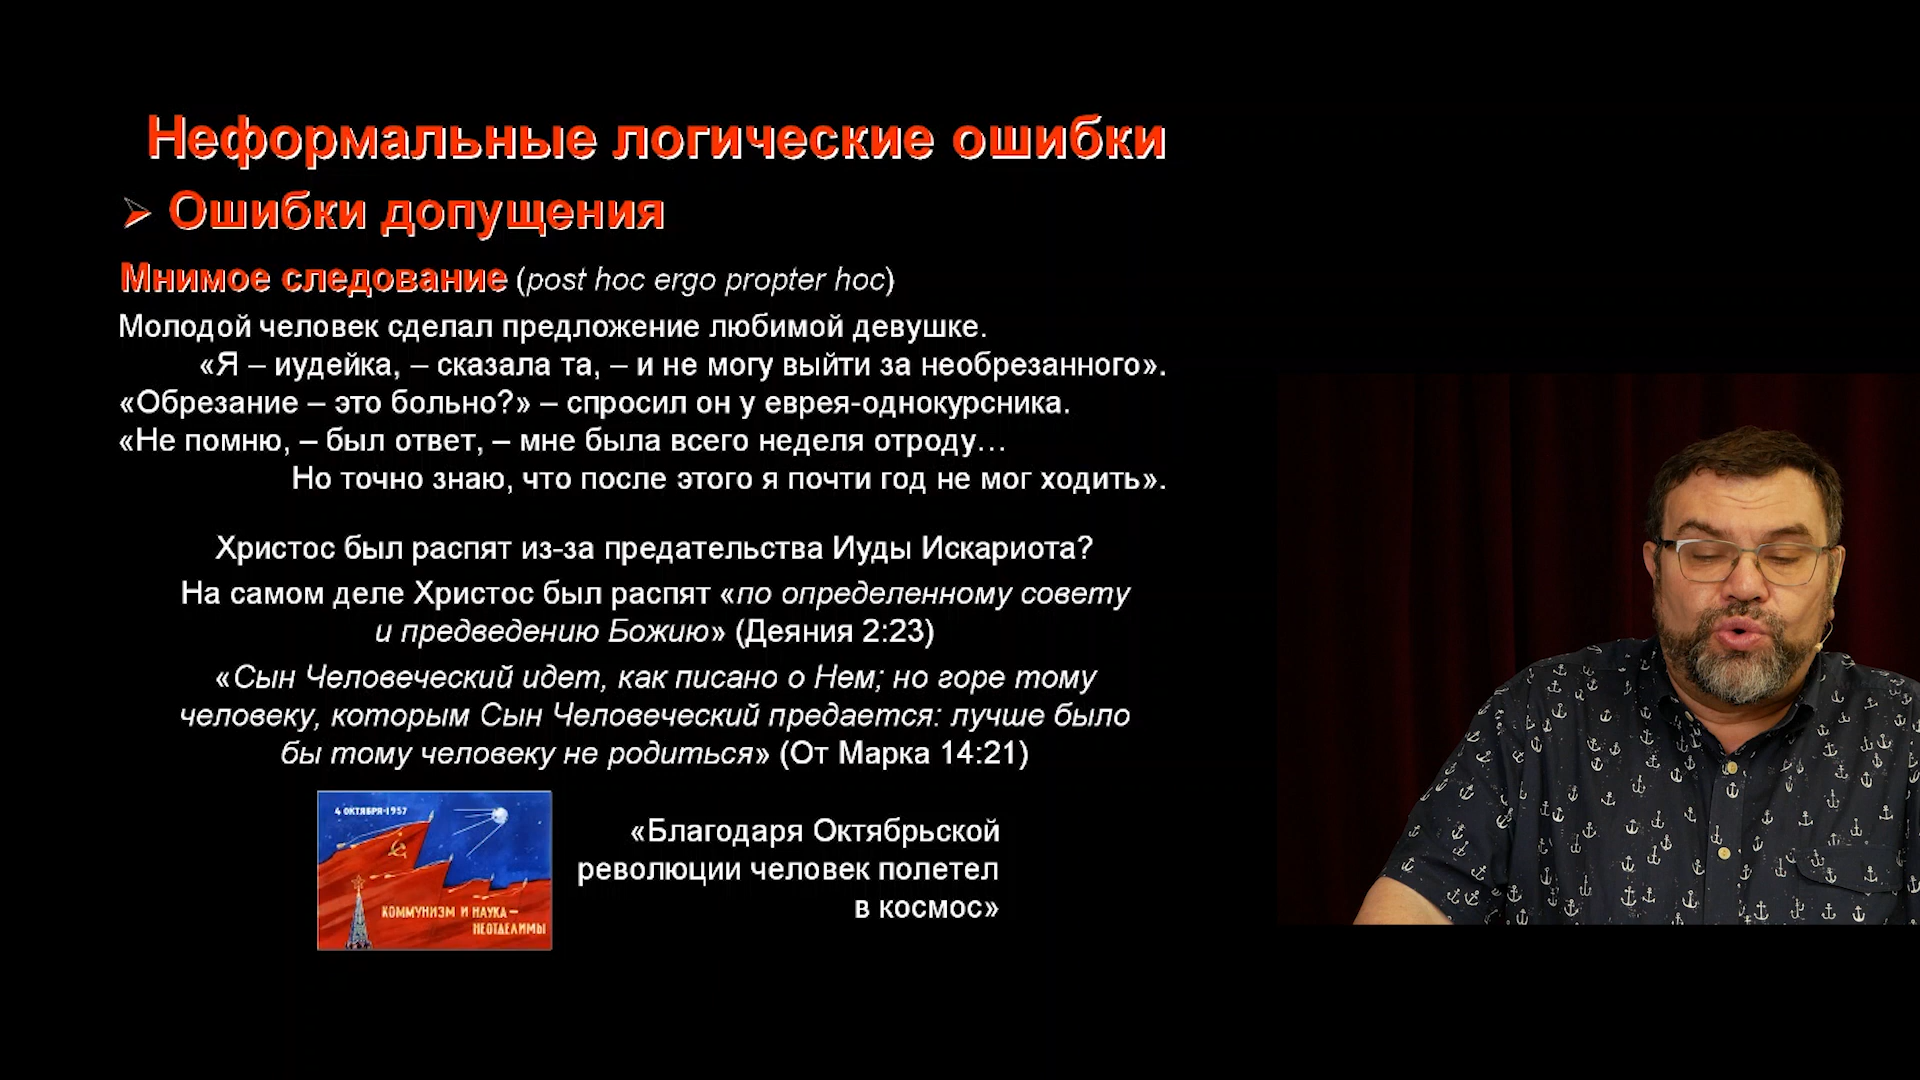 Неформальные логические ошибки
Ошибки допущения
Мнимое следование (post hoc ergo propter hoc)
Молодой человек сделал предложение любимой девушке.
«Я – иудейка, – сказала та, – и не могу выйти за необрезанного».
«Обрезание – это больно?» – спросил он у еврея-однокурсника.
«Не помню, – был ответ, – мне была всего неделя отроду…
Но точно знаю, что после этого я почти год не мог ходить».
Христос был распят из-за предательства Иуды Искариота?
На самом деле Христос был распят «по определенному совету
и предведению Божию» (Деяния 2:23)
«Сын Человеческий идет, как писано о Нем; но горе тому
человеку, которым Сын Человеческий предается: лучше было
бы тому человеку не родиться» (От Марка 14:21)
4 ОКТЯБРЯ-1957
КОММУНИЗМ И НАУКА –
НЕОТДЕЛИМЫ
«Благодаря Октябрьской
революции человек полетел
в космос»